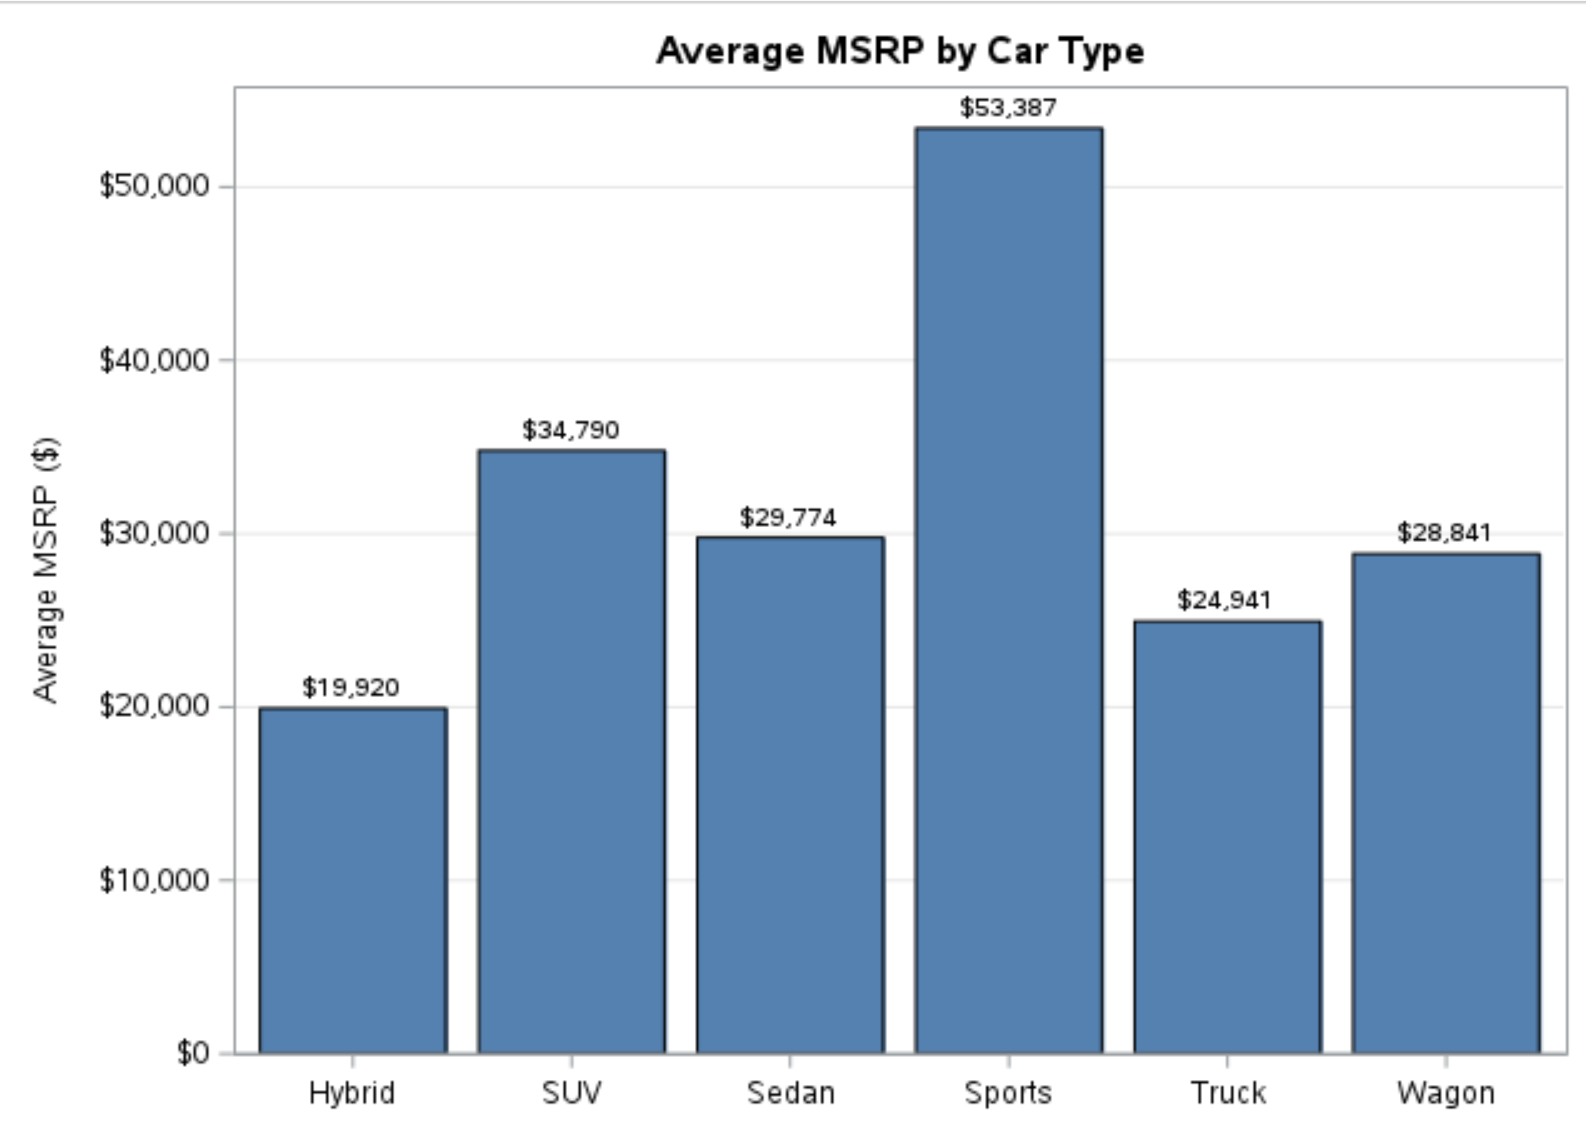 Average MSRP by Car Type
Average MSRP ($)
$50,000
$40,000
$30,000
$20,000
$10,000
$0
$19,920
$34,790
$29,774
$53,387
$24,941
$28,841
Hybrid
SUV
Sedan
Sports
Truck
Wagon